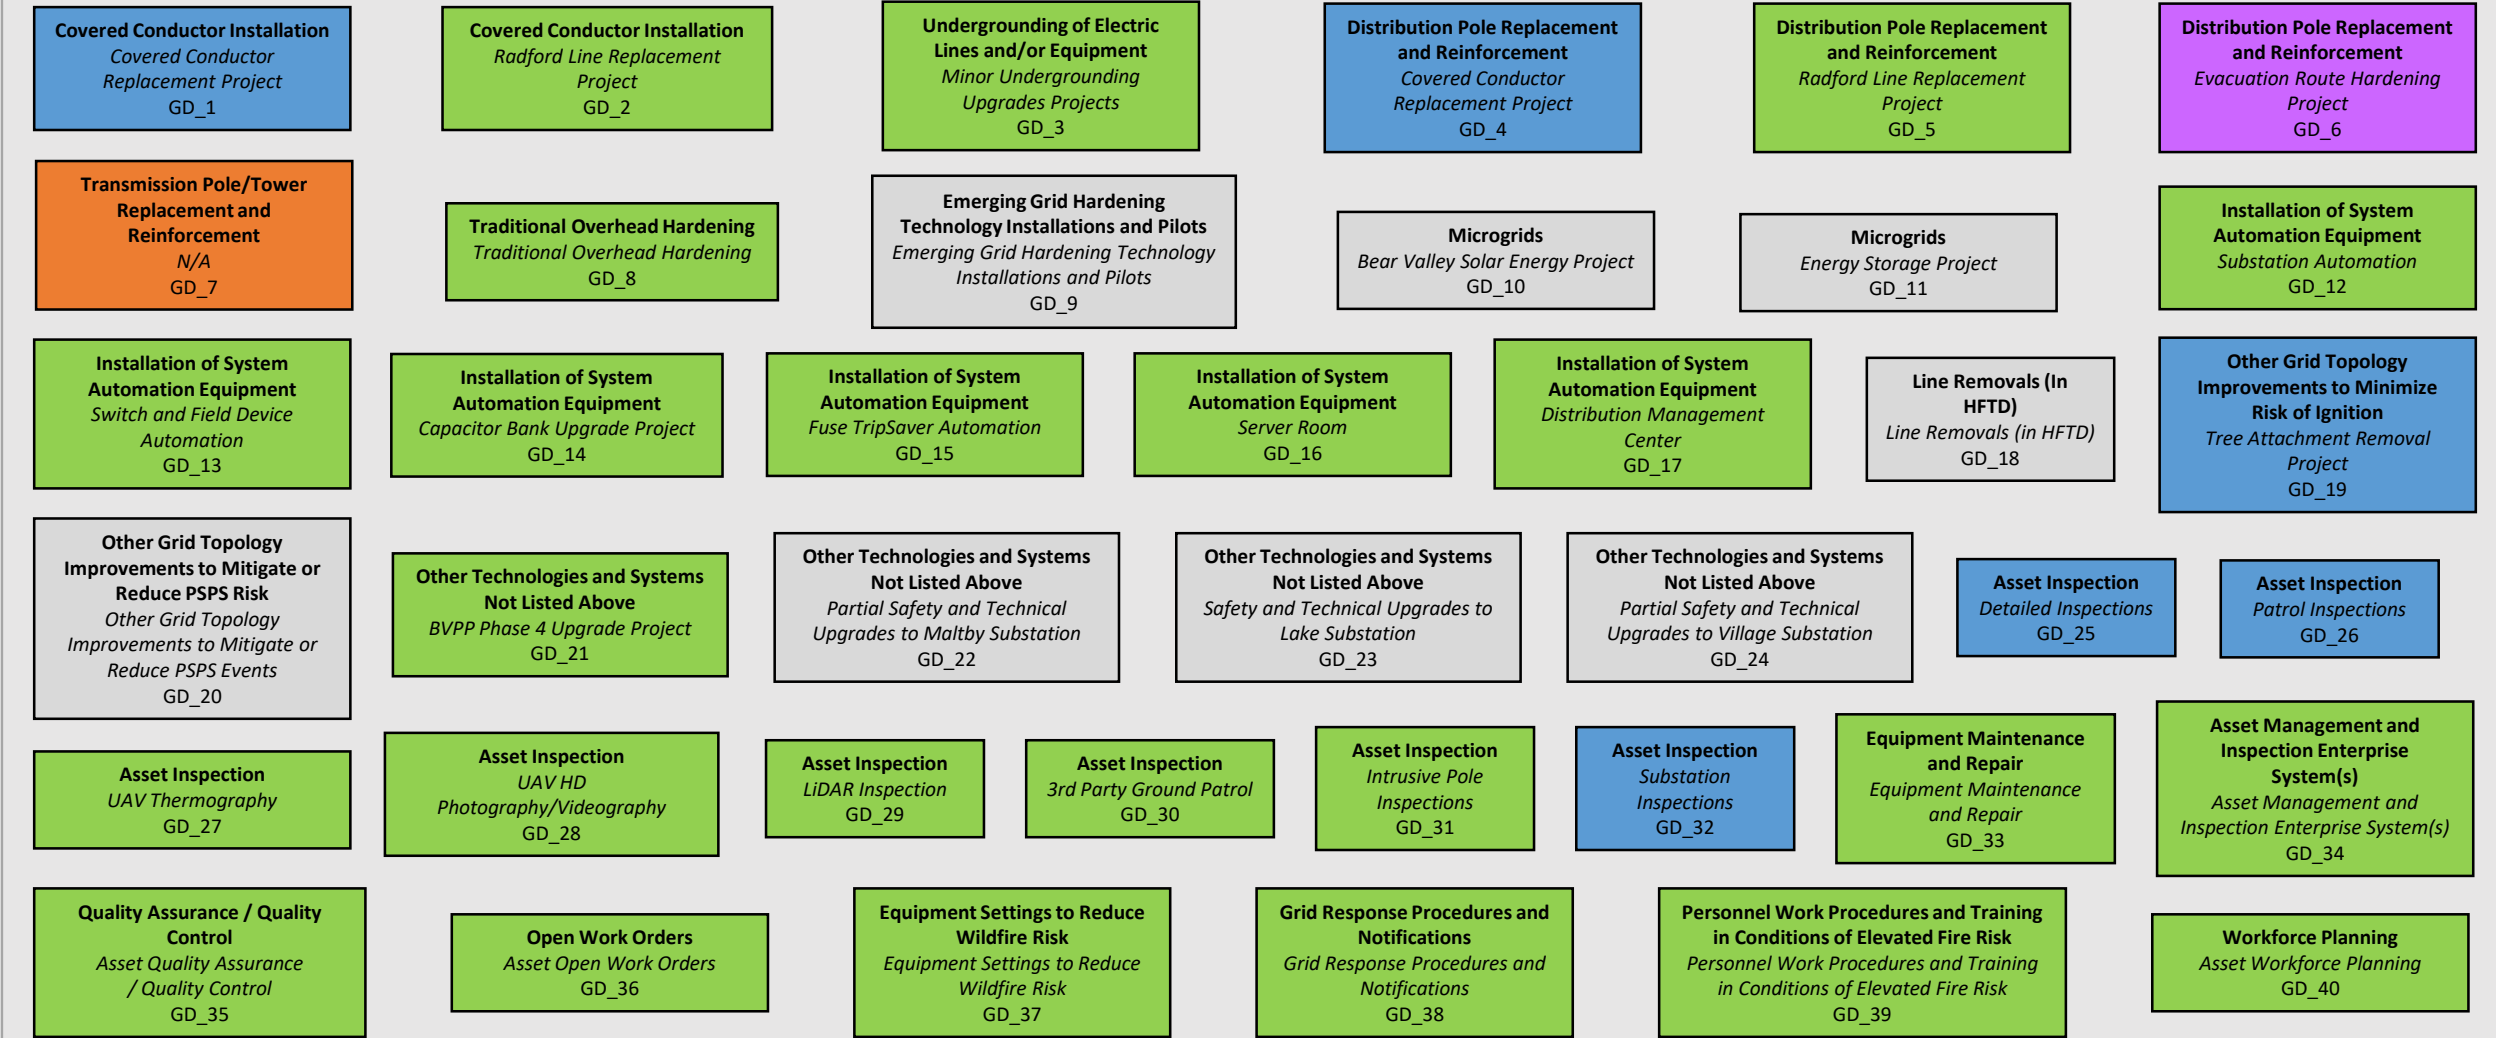 Covered Conductor Installation
Covered Conductor
Replacement Project
GD_1
Covered Conductor Installation
Radford Line Replacement
Project
GD_2
Undergrounding of Electric
Lines and/or Equipment
Minor Undergrounding
Upgrades Projects
GD_3
Distribution Pole Replacement
and Reinforcement
Covered Conductor
Replacement Project
GD_4
Distribution Pole Replacement
and Reinforcement
Radford Line Replacement
Project
GD_5
Distribution Pole Replacement
and Reinforcement
Evacuation Route Hardening
Project
GD_6
Transmission Pole/Tower
Replacement and
Reinforcement
N/A
GD_7
Traditional Overhead Hardening
Traditional Overhead Hardening
GD_8
Emerging Grid Hardening
Technology Installations and Pilots
Emerging Grid Hardening Technology
Installations and Pilots
GD_9
Microgrids
Bear Valley Solar Energy Project
GD_10
Microgrids
Energy Storage Project
GD_11
Installation of System
Automation Equipment
Substation Automation
GD_12
Installation of System
Automation Equipment
Switch and Field Device
Automation
GD_13
Installation of System
Automation Equipment
Capacitor Bank Upgrade Project
GD_14
Installation of System
Automation Equipment
Fuse TripSaver Automation
GD_15
Installation of System
Automation Equipment
Server Room
GD_16
Installation of System
Automation Equipment
Distribution Management
Center
GD_17
Line Removals (In
HFTD)
Line Removals (in HFTD)
GD_18
Other Grid Topology
Improvements to Minimize
Risk of Ignition
Tree Attachment Removal
Project
GD_19
Other Grid Topology
Improvements to Mitigate or
Reduce PSPS Risk
Other Grid Topology
Improvements to Mitigate or
Reduce PSPS Events
GD_20
Other Technologies and Systems
Not Listed Above
BVPP Phase 4 Upgrade Project
GD_21
Other Technologies and Systems
Not Listed Above
Partial Safety and Technical
Upgrades to Maltby Substation
GD_22
Other Technologies and Systems
Not Listed Above
Safety and Technical Upgrades to
Lake Substation
GD_23
Other Technologies and Systems
Not Listed Above
Partial Safety and Technical
Upgrades to Village Substation
GD_24
Asset Inspection
Detailed Inspections
GD_25
Asset Inspection
Patrol Inspections
GD_26
Asset Inspection
UAV Thermography
GD_27
Asset Inspection
UAV HD
Photography/Videography
GD_28
Asset Inspection
LiDAR Inspection
GD_29
Asset Inspection
3rd Party Ground Patrol
GD_30
Asset Inspection
Intrusive Pole
Inspections
GD_31
Asset Inspection
Substation
Inspections
GD_32
Equipment Maintenance
and Repair
Equipment Maintenance
and Repair
GD_33
Asset Management and
Inspection Enterprise
System(s)
Asset Management and
Inspection Enterprise System(s)
GD_34
Quality Assurance / Quality
Control
Asset Quality Assurance
/ Quality Control
GD_35
Open Work Orders
Asset Open Work Orders
GD_36
Equipment Settings to Reduce
Wildfire Risk
Equipment Settings to Reduce
Wildfire Risk
GD_37
Grid Response Procedures and
Notifications
Grid Response Procedures and
Notifications
GD_38
Personnel Work Procedures and Training
in Conditions of Elevated Fire Risk
Personnel Work Procedures and Training
in Conditions of Elevated Fire Risk
GD_39
Workforce Planning
Asset Workforce Planning
GD_40